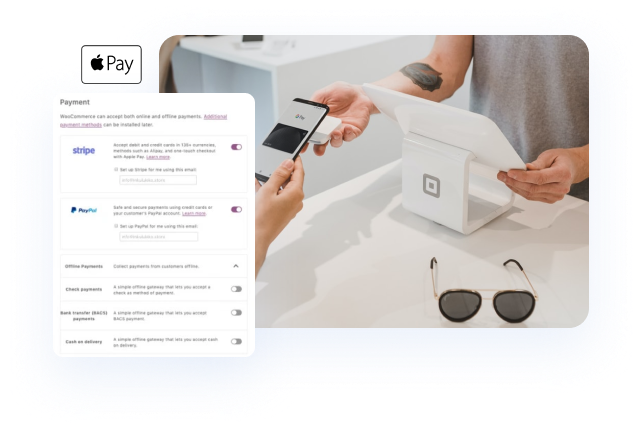 Pay
Payment
WooCommerce can accept both online and offline payments. Additional
payment methods can be installed later.
stripe
Accept debit and credit cards in 135+ currencies,
methods such as Alipay, and one-touch checkout
with Apple Pay. Learn more
Set up Stripe for me using this email:
PayPal
Safe and secure payments using credit cards or
your customer's PayPal account. Learn more
Set up PayPal for me using this email:
Offline Payments
Collect payments from customers offline.
Check payments
A simple offline gateway that lets you accept a
check as method of payment.
Bank transfer (BACS)
payments
A simple offline gateway that lets you accept
BACS payment.
Cash on delivery
A simple offline gateway that lets you accept cash
on delivery.
G Pay